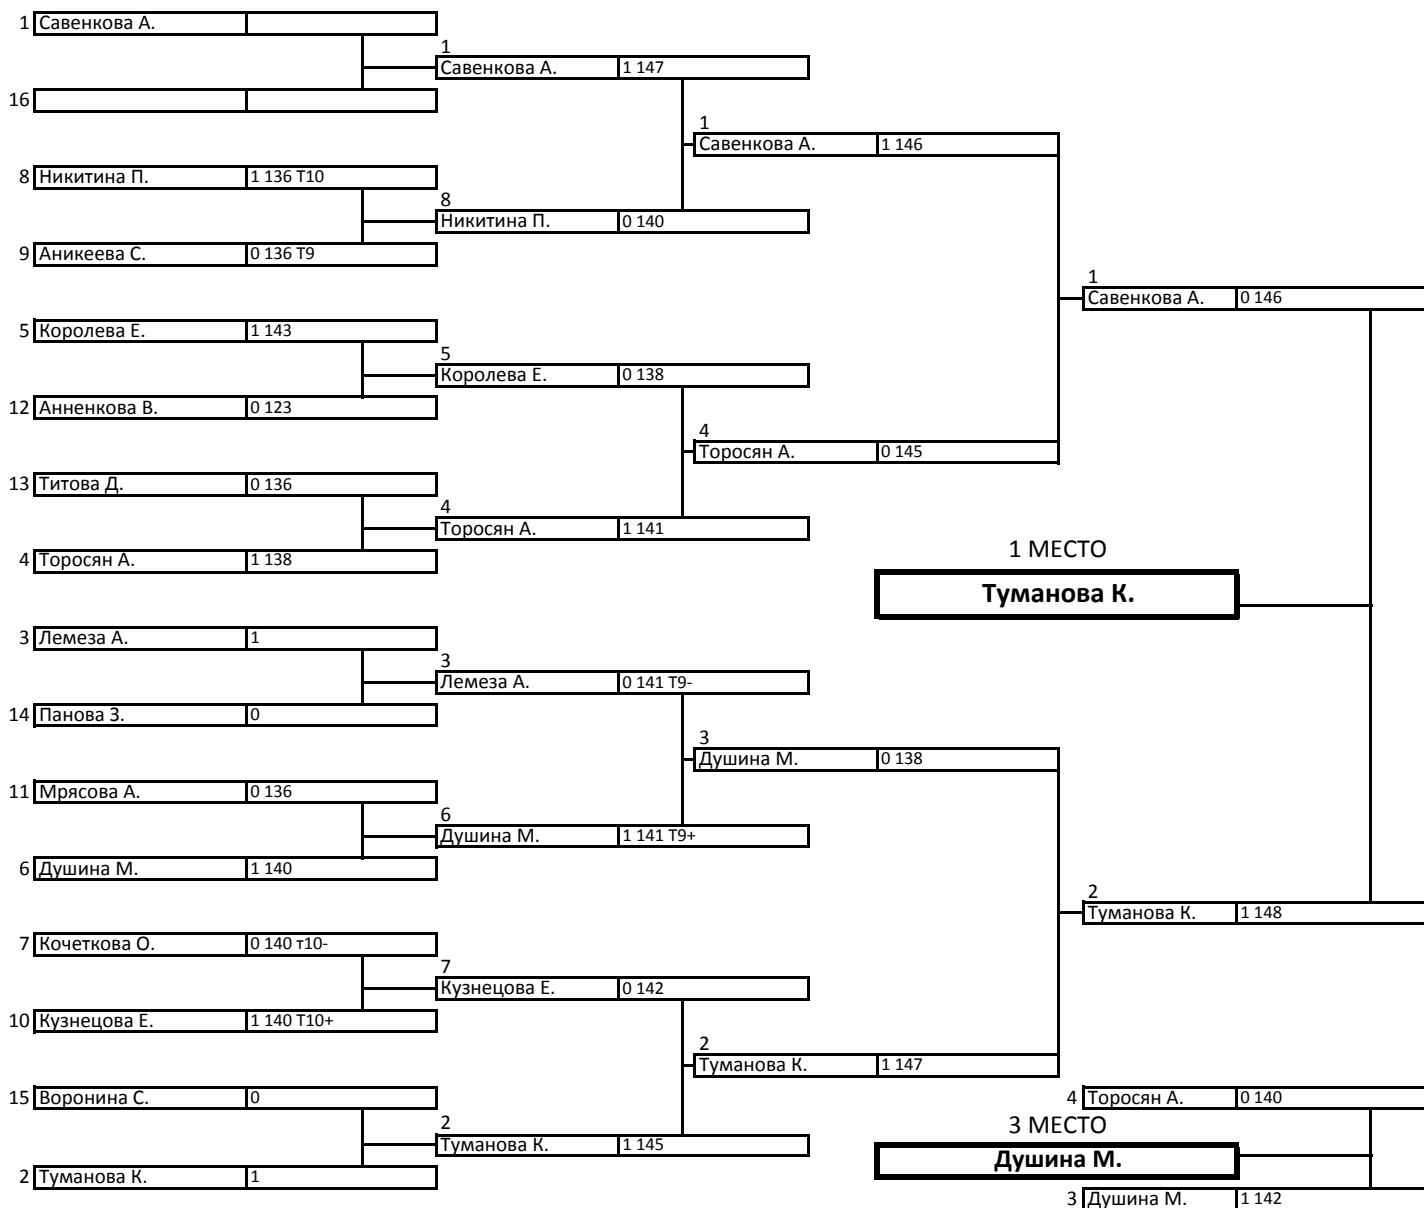 1 Савенкова А.
16
8 Никитина П. 1 136 Т10
9 Аникеева С. 0 136 Т9
5 Королева Е. 1 143
12 Анненкова В. 0 123
13 Титова Д. 0 136
4 Торосян А. 1 138
3 Лемеза А. 1
14 Панова З. 0
11 Мрясова А. 0 136
6 Душина М. 1 140
7 Кочеткова О. 0 140 т10-
10 Кузнецова Е. 1 140 Т10+
15 Воронина С. 0
2 Туманова К. 1
1
Савенкова А. 1 147
8
Никитина П. 0 140
5
Королева Е. 0 138
4
Торосян А. 1 141
3
Лемеза А. 0 141 Т9-
6
Душина М. 1 141 Т9+
7
Кузнецова Е. 0 142
2
Туманова К. 1 145
1
Савенкова А. 1 146
4
Торосян А. 0 145
3
Душина М. 0 138
2
Туманова К. 1 147
1
Савенкова А. 0 146
2
Туманова К. 1 148
1 МЕСТО
Туманова К.
4 Торосян А. 0 140
3 МЕСТО
Душина М.
3 Душина М. 1 142